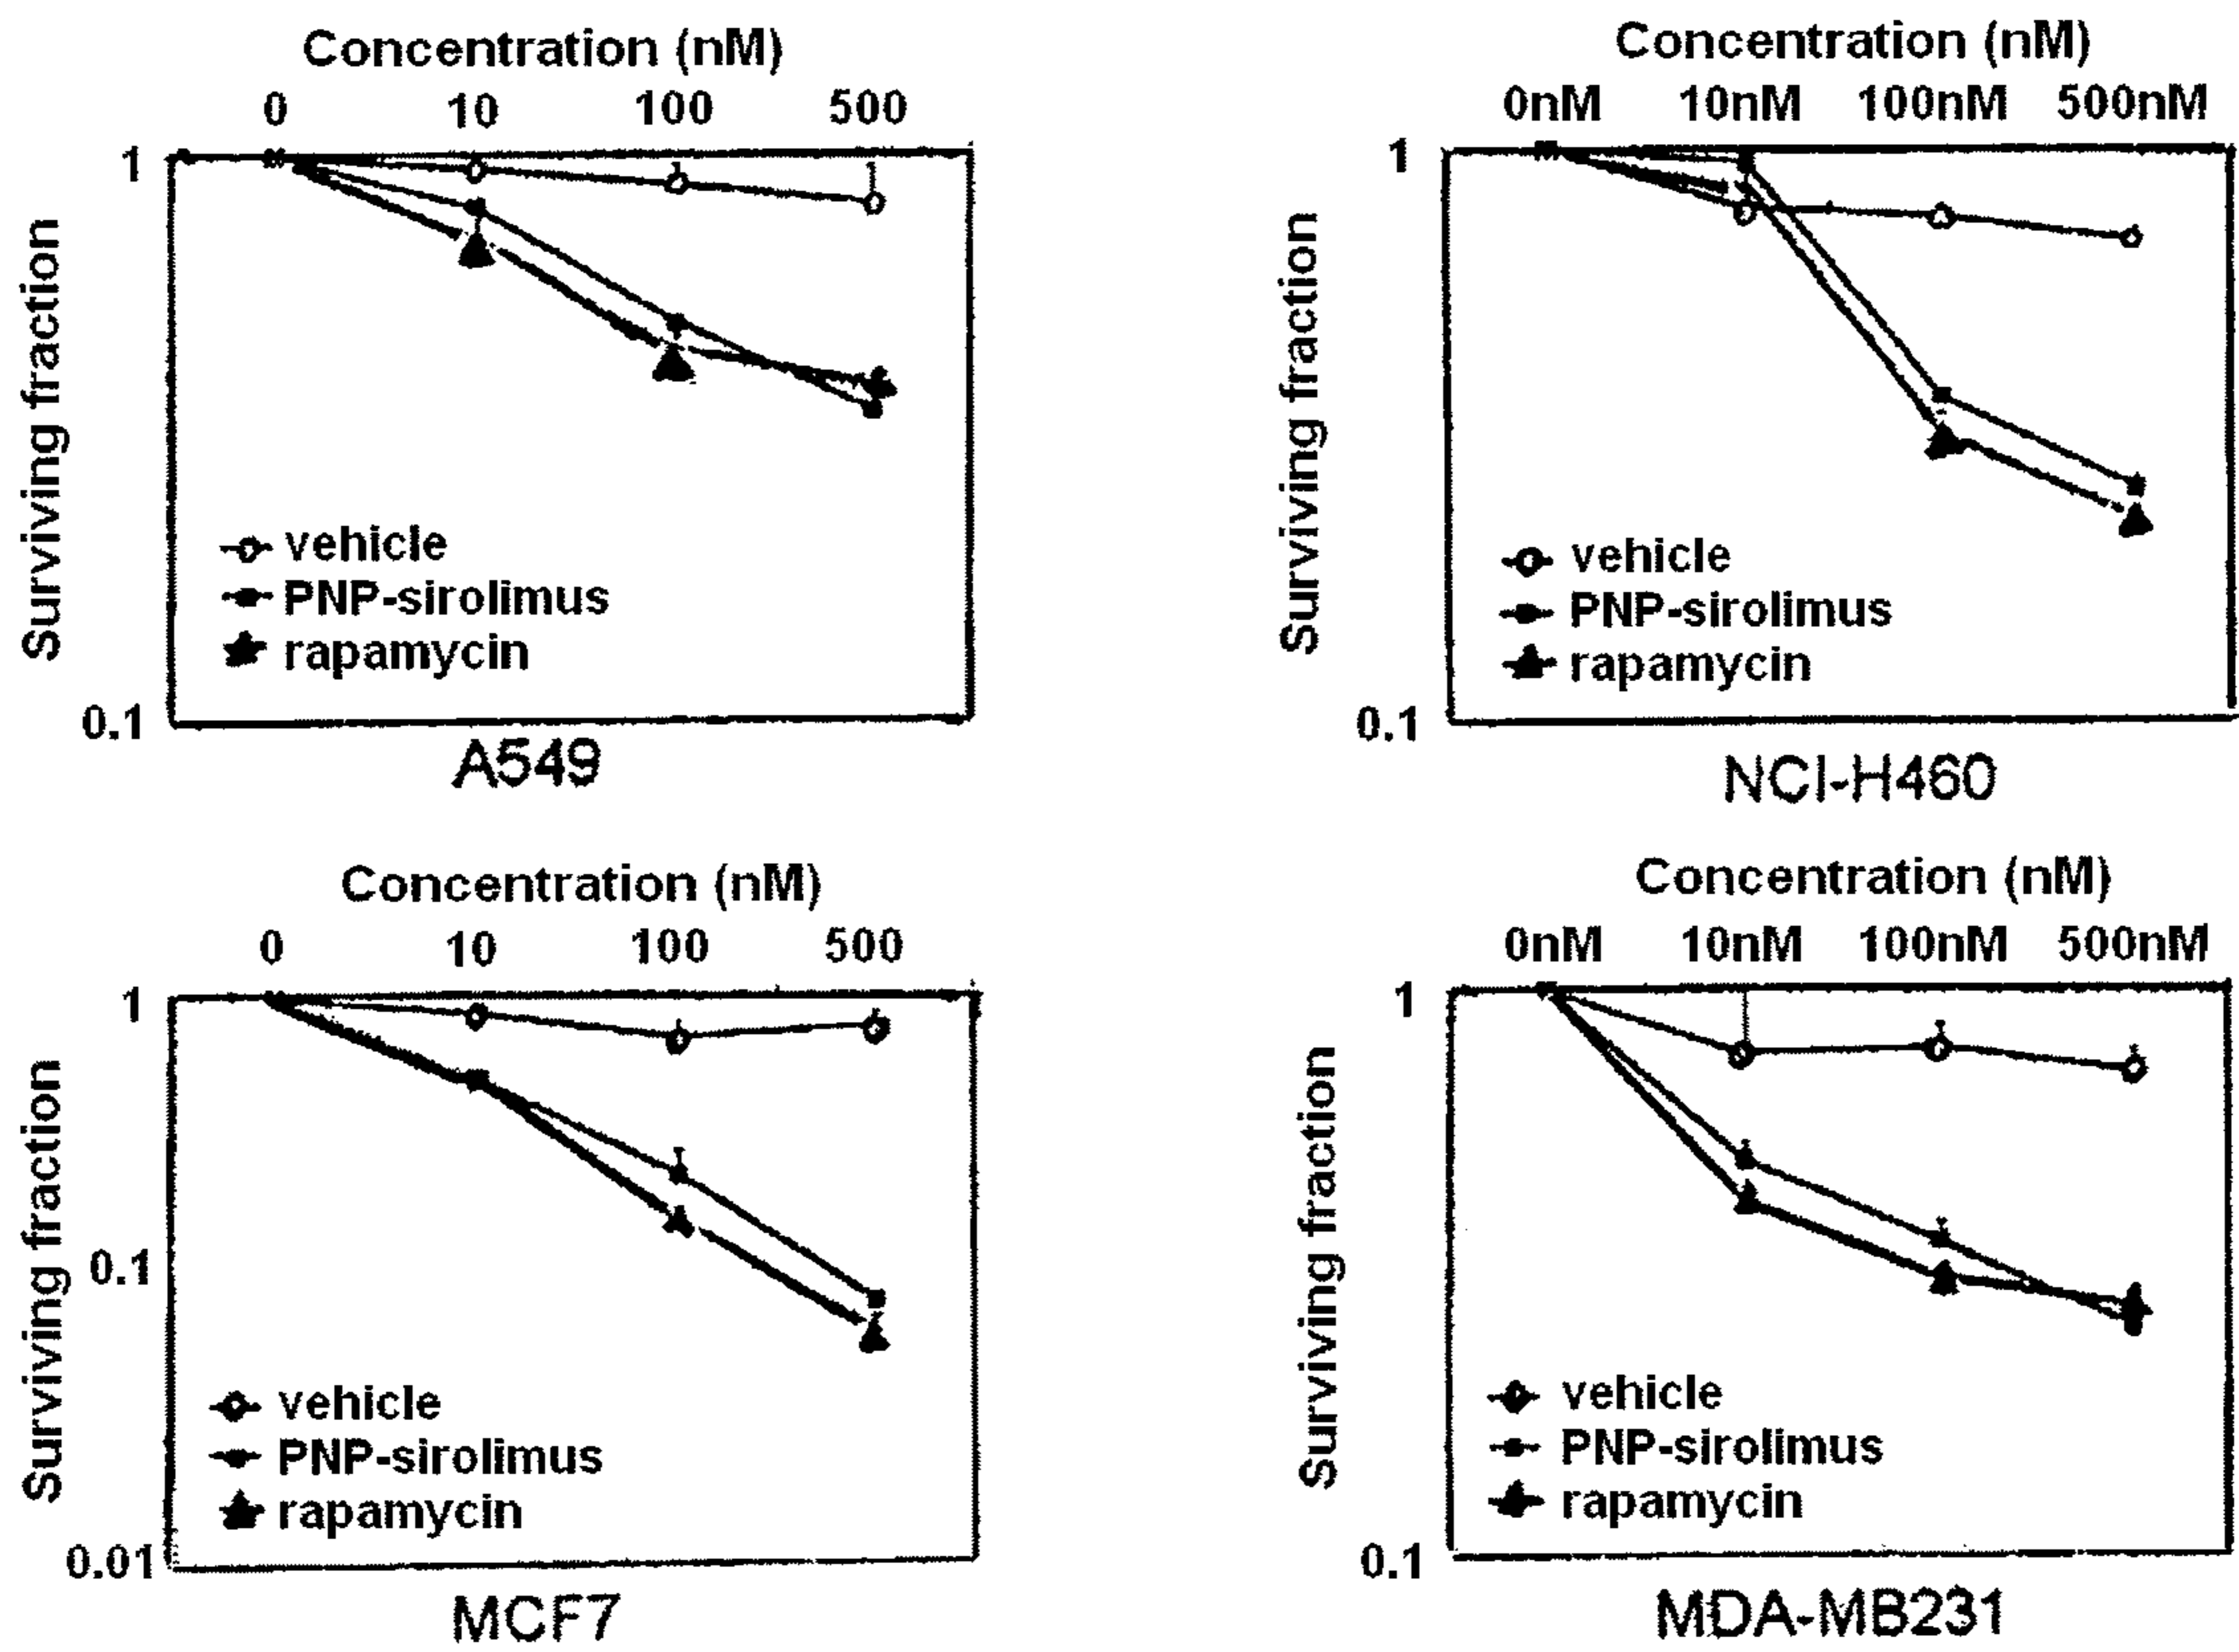 Concentration (nM)
0 10 100 500
1
Surviving fraction
vehicle
PNP-sirolimus
rapamycin
0.1
A549
Concentration (nM)
0nM 10nM 100nM 500nM
1
Surviving fraction
vehicle
PNP-sirolimus
rapamycin
0.1
NCI-H460
Concentration (nM)
0 10 100 500
1
Surviving fraction
0.1
vehicle
PNP-sirolimus
rapamycin
0.01
MCF7
Concentration (nM)
0nM 10nM 100nM 500nM
1
Surviving fraction
vehicle
PNP-sirolimus
rapamycin
0.1
MDA-MB231